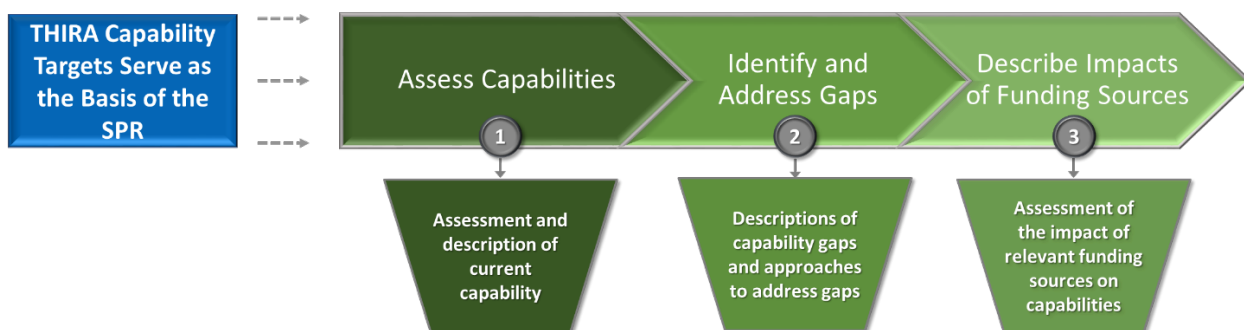 THIRA Capability
Targets Serve as
the Basis of the
SPR
Assess Capabilities
1
Assessment and
description of
current
capability
Identify and
Address Gaps
2
Descriptions of
capability gaps
and approaches
to address gaps
Describe Impacts
of Funding Sources
3
Assessment of
the impact of
relevant funding
sources on
capabilities